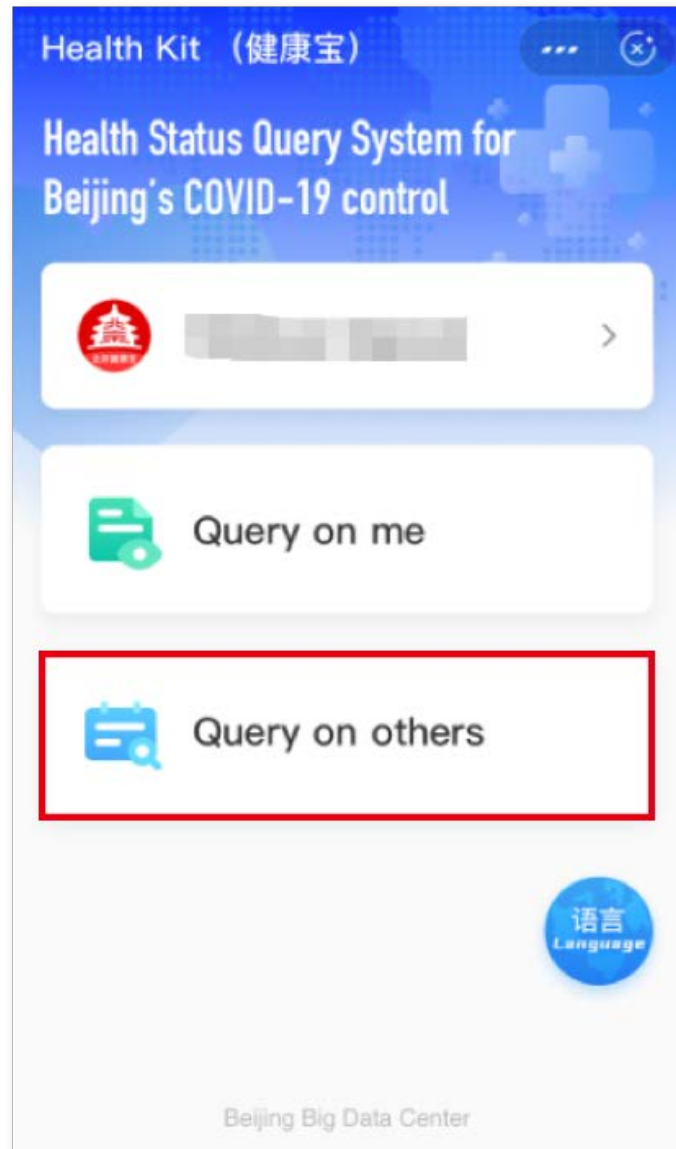 Health Kit （健康宝）
Health Status Query System for
Beijing's COVID-19 control
Query on me
Query on others
语言
Language
Beijing Big Data Center